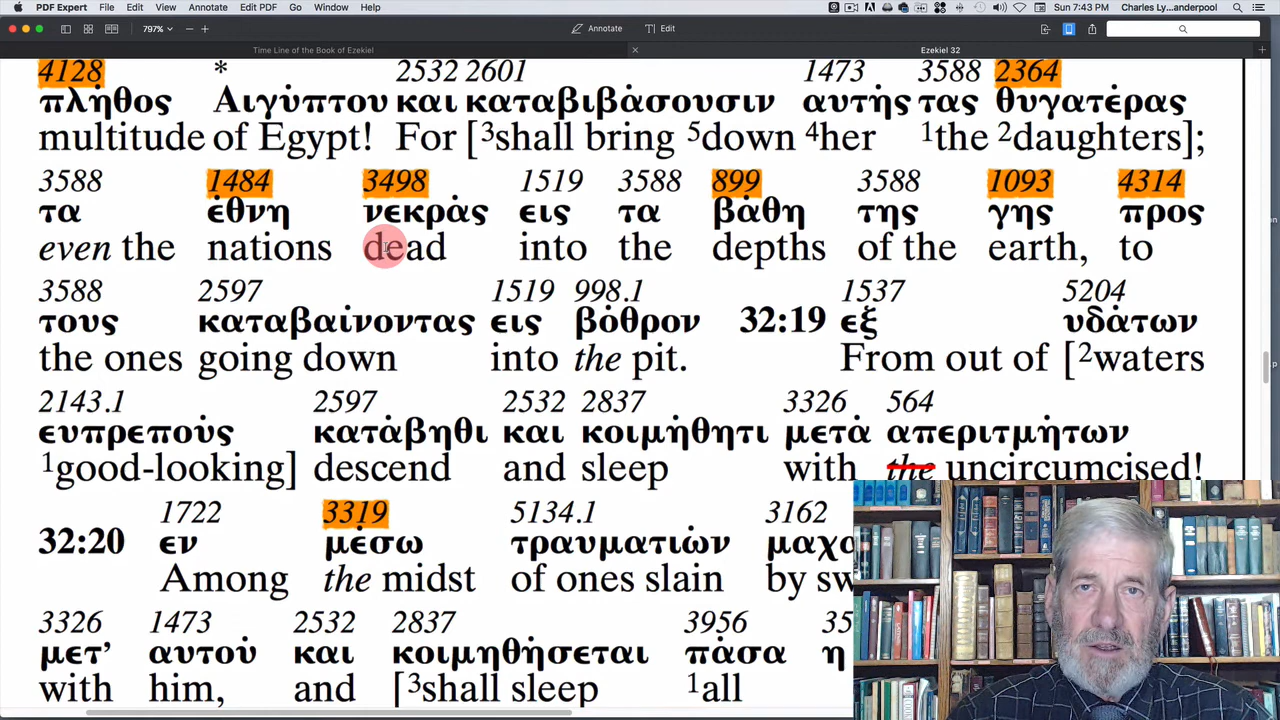 PDF Expert File Edit View Annotate Edit PDF Go Window Help Sun 7:43 PM Charles Ly...anderpool
797% Annotate Edit
Time Line of the Book of Ezekiel Ezekiel 32
4128 * 2532 2601 1473 3588 2364
πλήθος Αιγύπτου και καταβιβάσουσιν αυτής τας θυγατέρας
multitude of Egypt! For [3shall bring 5down 4her 1the 2daughters];
3588 1484 3498 1519 3588 899 3588 1093 4314
τα έθνη νεκράς εις τα βάθη της γης προς
even the nations dead into the depths of the earth, to
3588 2597 1519 998.1 1537 5204
τους καταβαίνοντας εις βόθρον 32:19 εξ υδάτων
the ones going down into the pit. From out of [2waters
2143.1 2597 2532 2837 3326 564
ευπρεπούς κατάβηθι και κοιμήθητι μετά απεριτμήτων
1good-looking] descend and sleep with the uncircumcised!
1722 3319 5134.1 3162
32:20 εν μέσω τραυματιών μαχα
Among the midst of ones slain by sw
3326 1473 2532 2837 3956 35
μετ' αυτού και κοιμηθήσεται πάσα η
with him, and [3shall sleep 1all